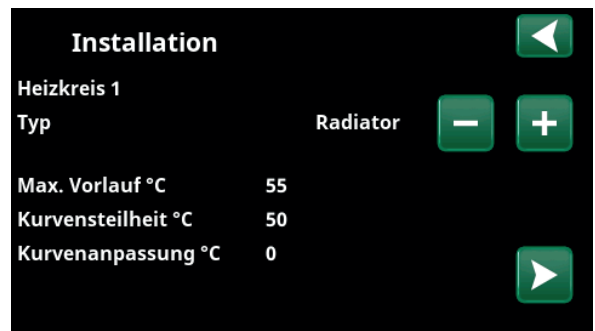 Installation
Heizkreis 1
Typ Radiator
Max. Vorlauf °C 55
Kurvensteilheit °C 50
Kurvenanpassung °C 0